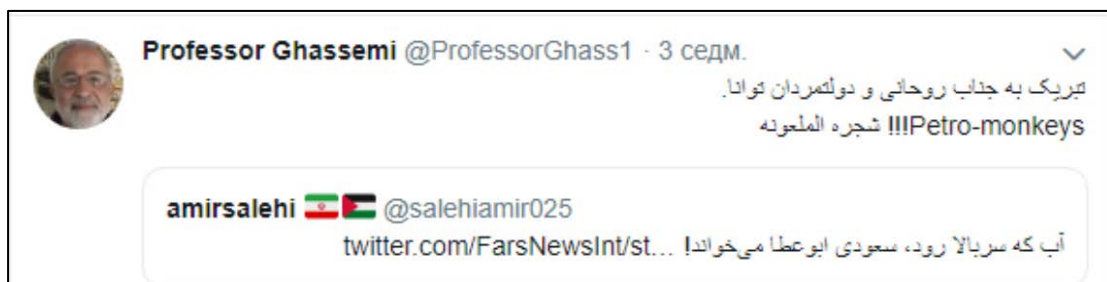 Professor Ghassemi @ProfessorGhass1 · 3 седм.
تبریک به جناب روحانی و دولتمردان توانا.
Petro-monkeys!!! شجره الملعونه
amirsalehi 🇮🇷🇵🇸 @salehiamir025
آب که سربالا رود، سعودی ابوعطا می‌خواند! twitter.com/FarsNewsInt/st…